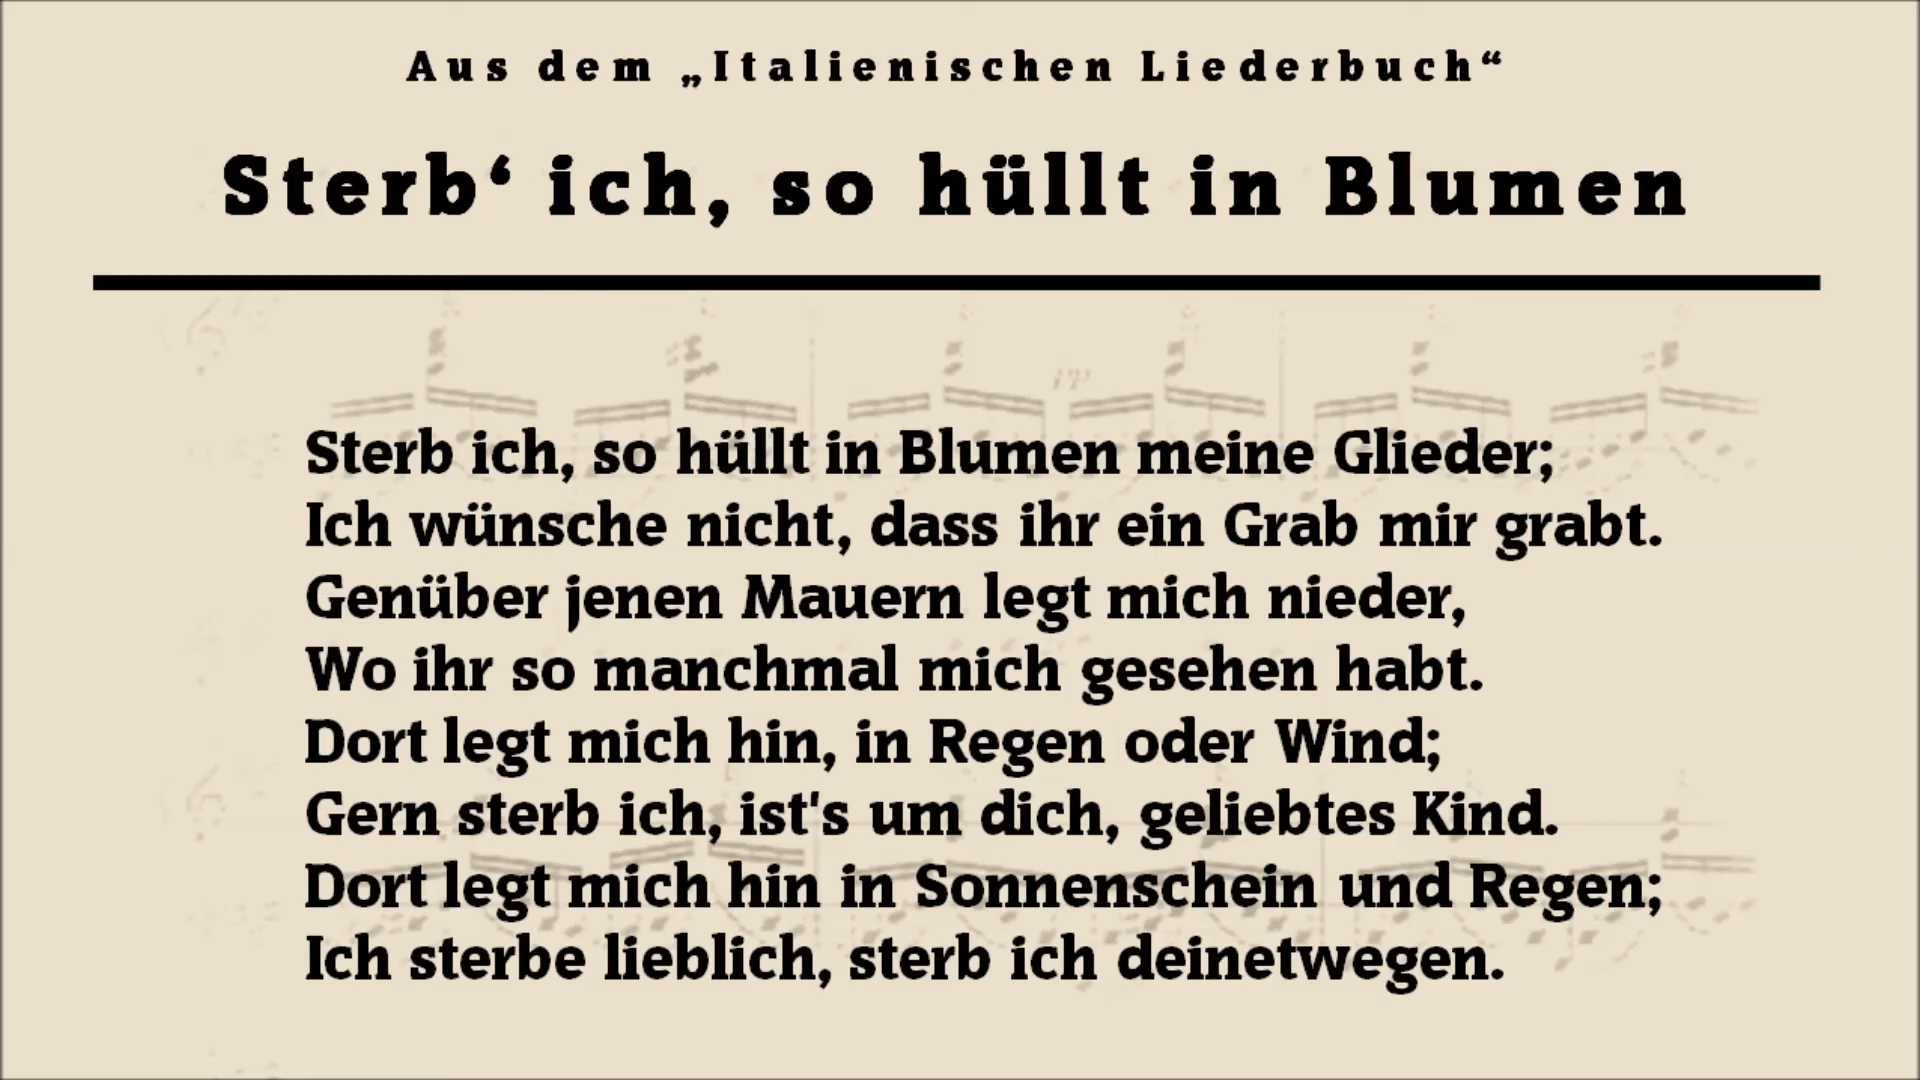 Aus dem „Italienischen Liederbuch“
Sterb‘ ich, so hüllt in Blumen
Sterb ich, so hüllt in Blumen meine Glieder;
Ich wünsche nicht, dass ihr ein Grab mir grabt.
Genüber jenen Mauern legt mich nieder,
Wo ihr so manchmal mich gesehen habt.
Dort legt mich hin, in Regen oder Wind;
Gern sterb ich, ist's um dich, geliebtes Kind.
Dort legt mich hin in Sonnenschein und Regen;
Ich sterbe lieblich, sterb ich deinetwegen.